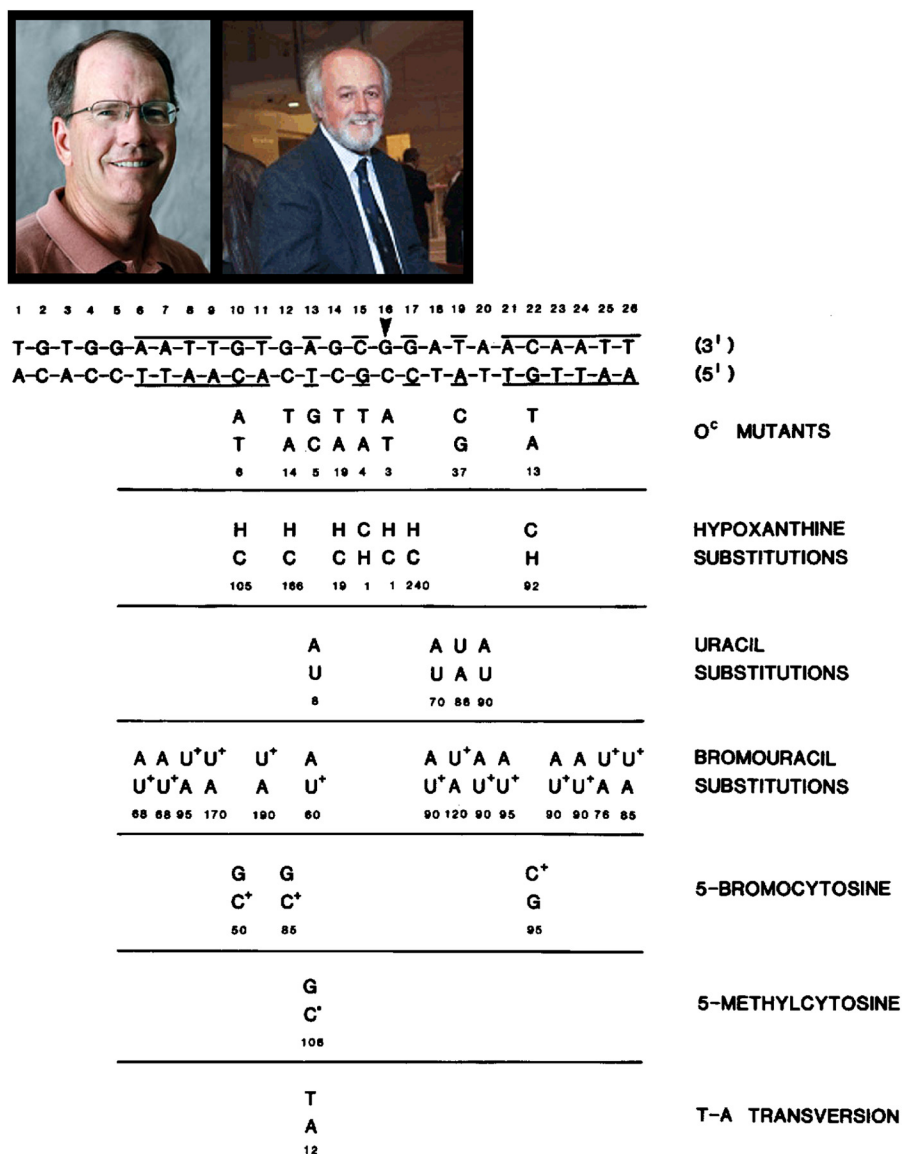 1 2 3 4 5 6 7 8 9 10 11 12 13 14 15 16 17 18 19 20 21 22 23 24 25 26
T-G-T-G-G-A-A-T-T-G-T-G-A-G-C-G-G-A-T-A-A-C-A-A-T-T (3')
A-C-A-C-C-T-T-A-A-C-A-C-T-C-G-C-C-T-A-T-T-G-T-T-A-A (5')
A T G T T A C T
T A C A A T G A
O^c MUTANTS
6 14 5 19 4 3 37 13
H H H C H H C
HYPOXANTHINE
C C C H C C H
SUBSTITUTIONS
105 166 19 1 1 240 92
A A U A
URACIL
U U A U
SUBSTITUTIONS
8 70 86 90
A A U+ U+ U+ A A U+ A A A A U+ U+
BROMOURACIL
U+ U+ A A A U+ U+ A U+ U+ U+ U+ A A
SUBSTITUTIONS
68 68 95 170 190 60 90 120 90 95 90 90 76 85
G G C+
C+ C+ G
5-BROMOCYTOSINE
50 85 95
G
C•
5-METHYLCYTOSINE
106
T
A
T-A TRANSVERSION
12